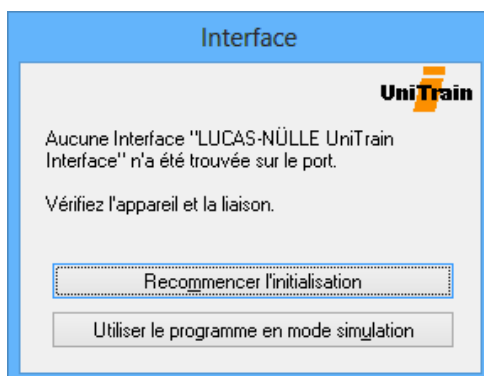 Interface
UniTrain
Aucune Interface "LUCAS-NÜLLE UniTrain
Interface" n'a été trouvée sur le port.
Vérifiez l'appareil et la liaison.
Recommencer l'initialisation
Utiliser le programme en mode simulation